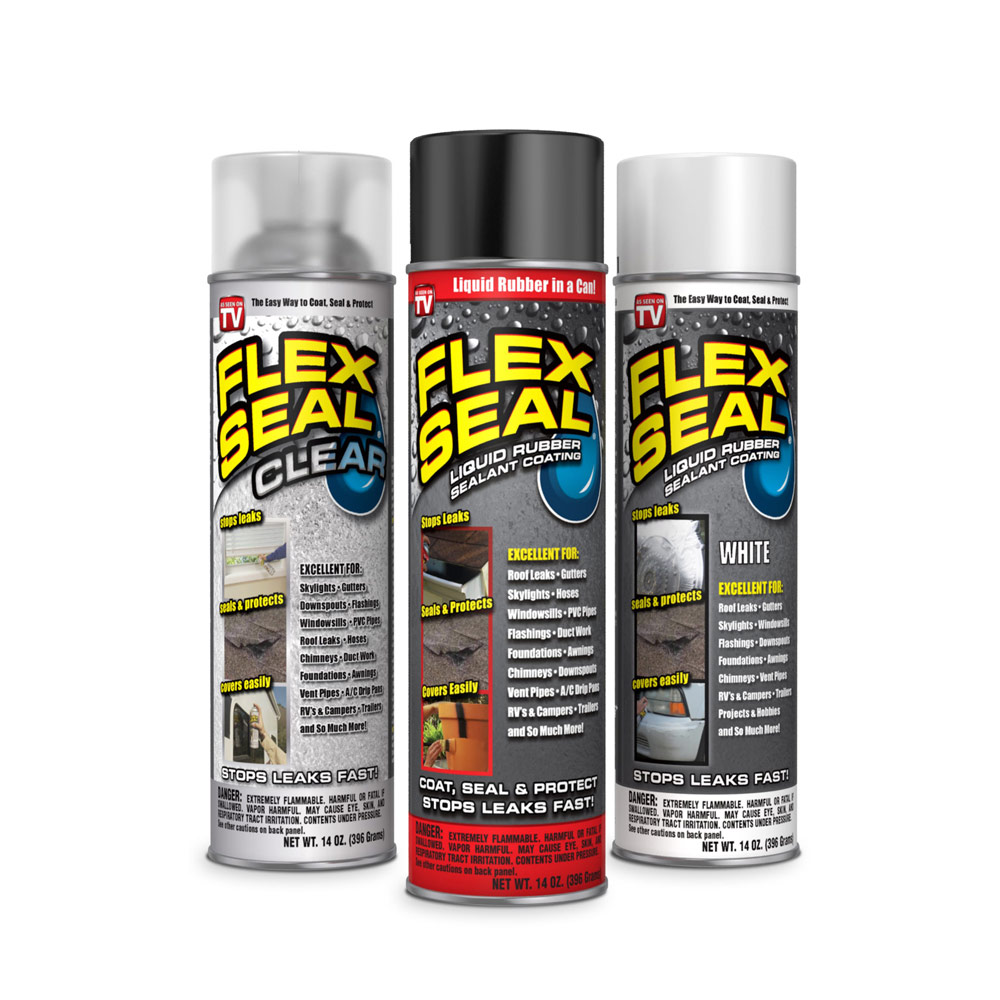 AS SEEN ON
TV
The Easy Way to Coat, Seal & Protect
FLEX
SEAL
CLEAR
stops leaks
seals & protects
covers easily
EXCELLENT FOR:
Skylights • Gutters
Downspouts • Flashings
Windowsills • PVC Pipes
Roof Leaks • Hoses
Chimneys • Duct Work
Foundations • Awnings
Vent Pipes • A/C Drip Pans
RV's & Campers • Trailers
and So Much More!
STOPS LEAKS FAST!
DANGER: EXTREMELY FLAMMABLE. HARMFUL OR FATAL IF
SWALLOWED. VAPOR HARMFUL. MAY CAUSE EYE, SKIN, AND
RESPIRATORY TRACT IRRITATION. CONTENTS UNDER PRESSURE.
See other cautions on back panel.
NET WT. 14 OZ. (396 Grams)
Liquid Rubber in a Can!
AS SEEN ON
TV
FLEX
SEAL
LIQUID RUBBER
SEALANT COATING
Stops Leaks
Seals & Protects
Covers Easily
EXCELLENT FOR:
Roof Leaks • Gutters
Skylights • Hoses
Windowsills • PVC Pipes
Flashings • Duct Work
Foundations • Awnings
Chimneys • Downspouts
Vent Pipes • A/C Drip Pans
RV's & Campers • Trailers
and So Much More!
COAT, SEAL & PROTECT
STOPS LEAKS FAST!
DANGER: EXTREMELY FLAMMABLE. HARMFUL OR FATAL IF
SWALLOWED. VAPOR HARMFUL. MAY CAUSE EYE, SKIN, AND
RESPIRATORY TRACT IRRITATION. CONTENTS UNDER PRESSURE.
See other cautions on back panel.
NET WT. 14 OZ. (396 Grams)
AS SEEN ON
TV
The Easy Way to Coat, Seal & Protect
FLEX
SEAL
LIQUID RUBBER
SEALANT COATING
stops leaks
seals & protects
covers easily
WHITE
EXCELLENT FOR:
Roof Leaks • Gutters
Skylights • Windowsills
Flashings • Downspouts
Foundations • Awnings
Chimneys • Vent Pipes
RV's & Campers • Trailers
Projects & Hobbies
and So Much More!
STOPS LEAKS FAST!
DANGER: EXTREMELY FLAMMABLE. HARMFUL OR FATAL IF
SWALLOWED. VAPOR HARMFUL. MAY CAUSE EYE, SKIN, AND
RESPIRATORY TRACT IRRITATION. CONTENTS UNDER PRESSURE.
See other cautions on back panel.
NET WT. 14 OZ. (396 Grams)